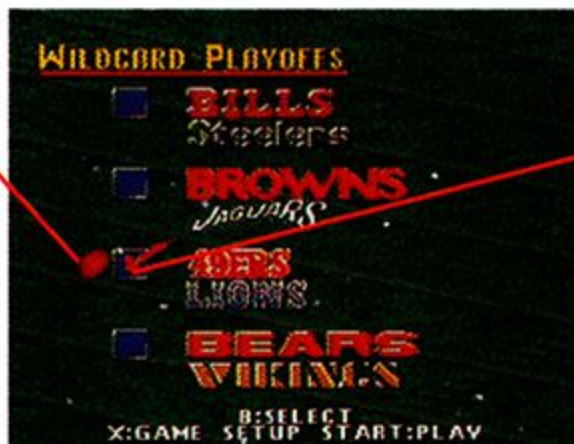 WILDCARD PLAYOFFS
BILLS
Steelers
BROWNS
JAGUARS
49ERS
LIONS
BEARS
VIKINGS
B:SELECT
X:GAME SETUP START:PLAY